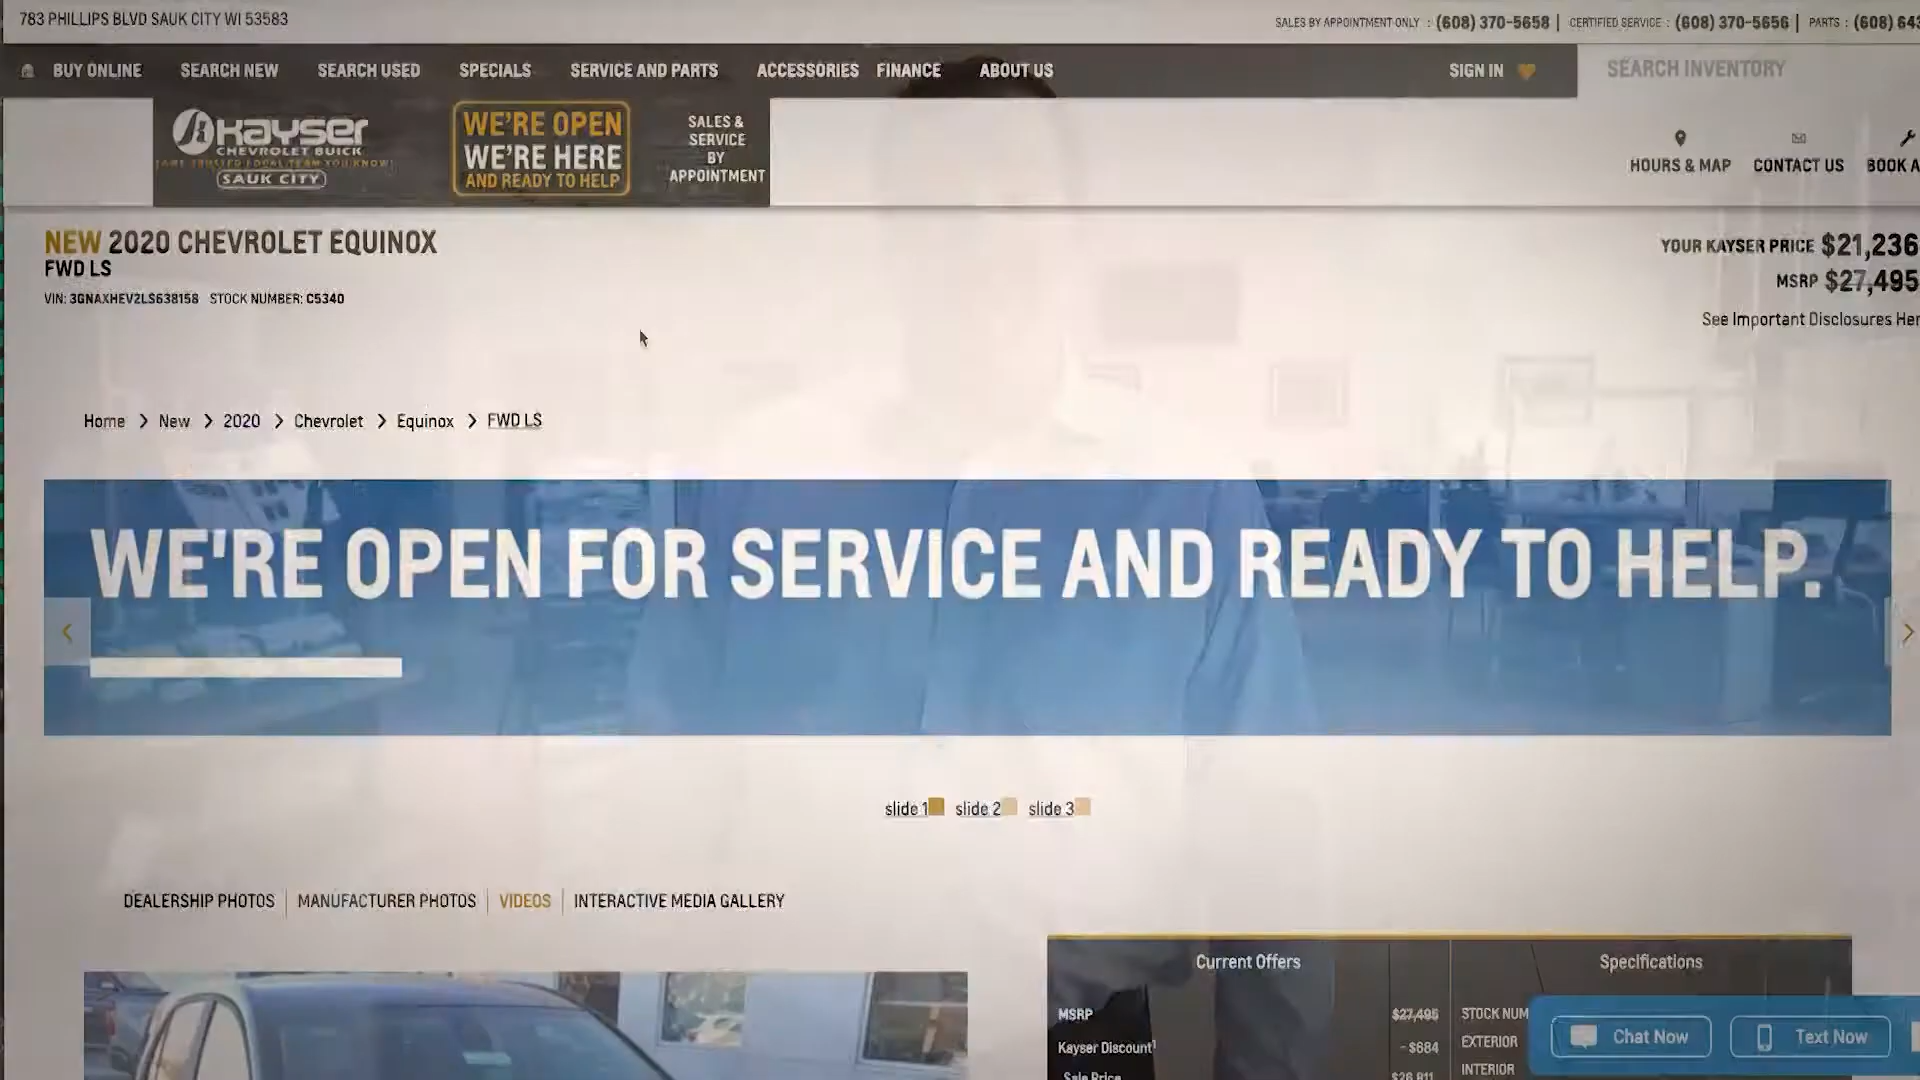 783 PHILLIPS BLVD SAUK CITY WI 53583
SALES BY APPOINTMENT ONLY : (608) 370-5658 | CERTIFIED SERVICE : (608) 370-5656 | PARTS : (608) 643
BUY ONLINE SEARCH NEW SEARCH USED SPECIALS SERVICE AND PARTS ACCESSORIES FINANCE ABOUT US SIGN IN SEARCH INVENTORY
Kayser
CHEVROLET BUICK
SAUK CITY
WE'RE OPEN
WE'RE HERE
AND READY TO HELP
SALES &
SERVICE
BY
APPOINTMENT
HOURS & MAP CONTACT US BOOK A
NEW 2020 CHEVROLET EQUINOX
FWD LS
VIN: 3GNAXHEV2LS638158 STOCK NUMBER: C5340
YOUR KAYSER PRICE $21,236
MSRP $27,495
See Important Disclosures Her
Home > New > 2020 > Chevrolet > Equinox > FWD LS
WE'RE OPEN FOR SERVICE AND READY TO HELP.
slide 1 slide 2 slide 3
DEALERSHIP PHOTOS | MANUFACTURER PHOTOS | VIDEOS | INTERACTIVE MEDIA GALLERY
Current Offers
MSRP $27,495
Kayser Discount1 - $684
Sale Price $26,811
Specifications
STOCK NUM
EXTERIOR
INTERIOR
Chat Now
Text Now